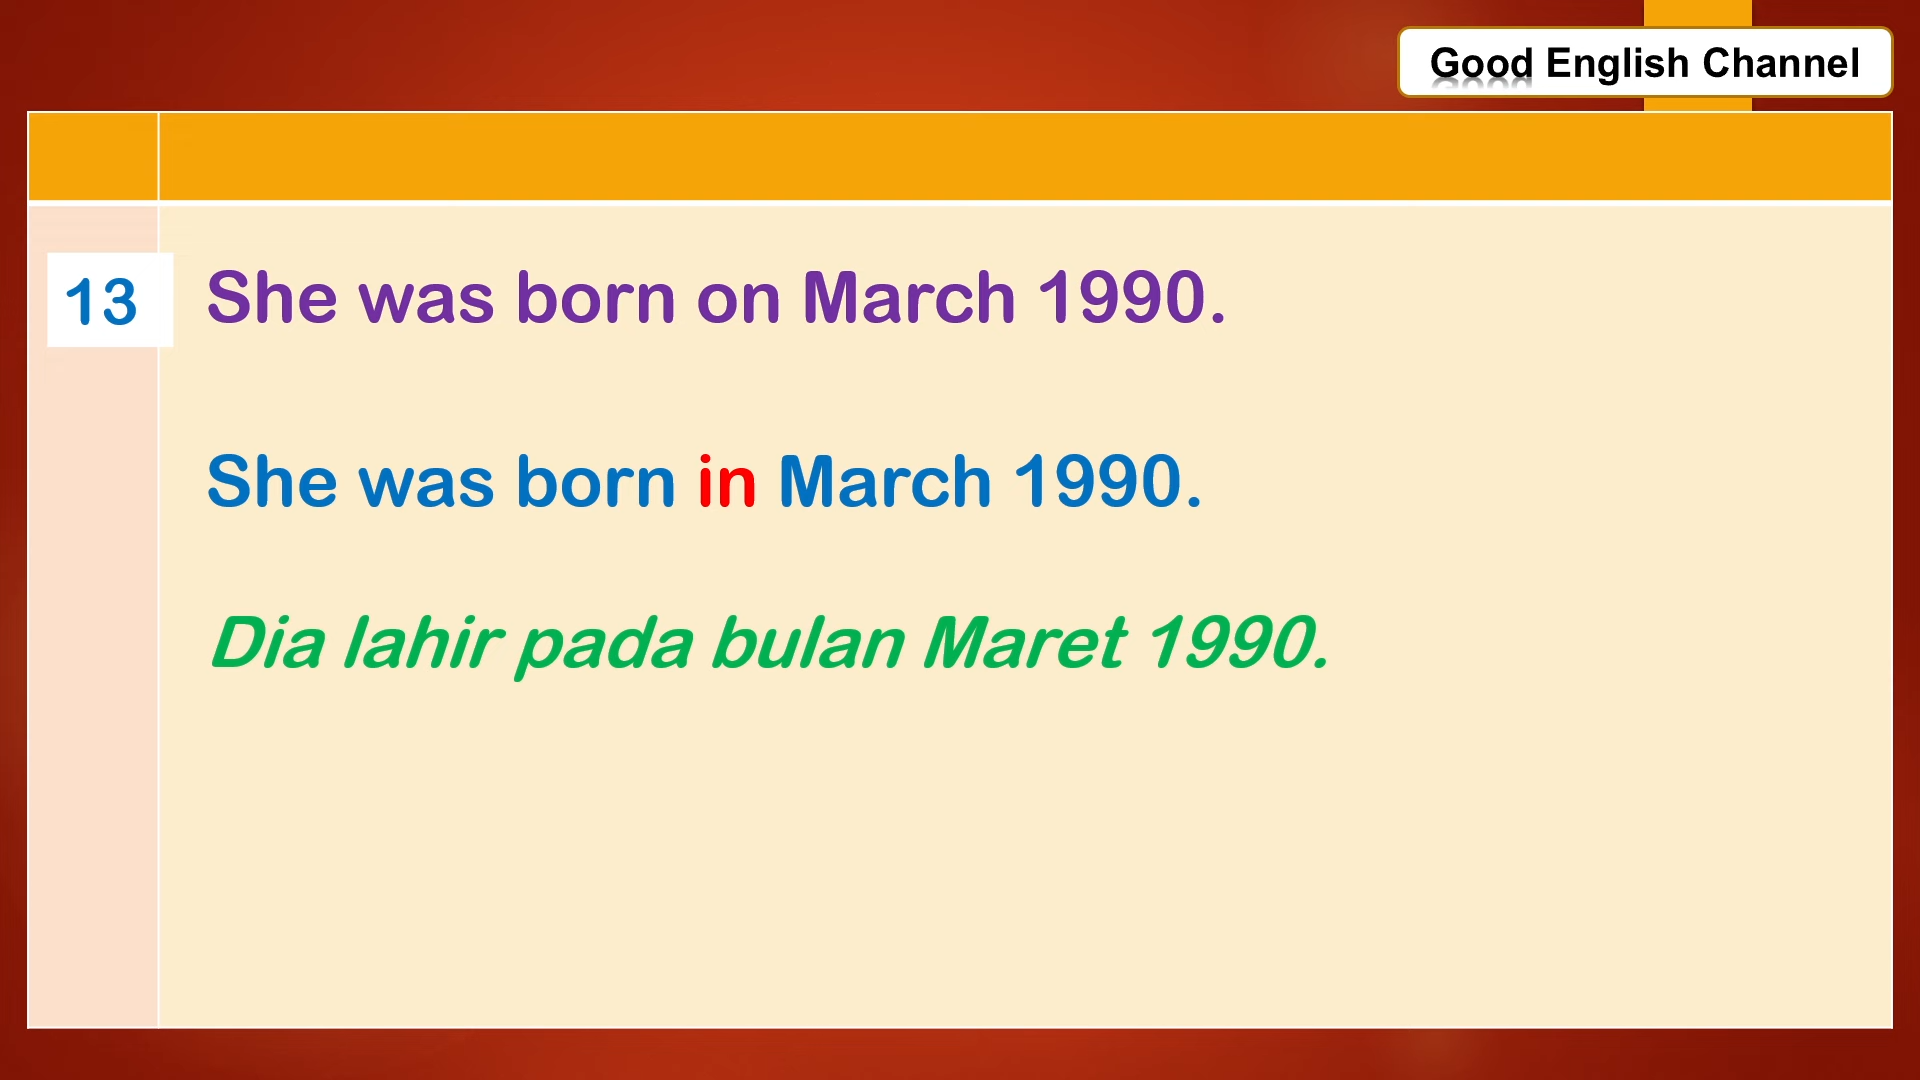 Good English Channel
13 She was born on March 1990.
She was born in March 1990.
Dia lahir pada bulan Maret 1990.